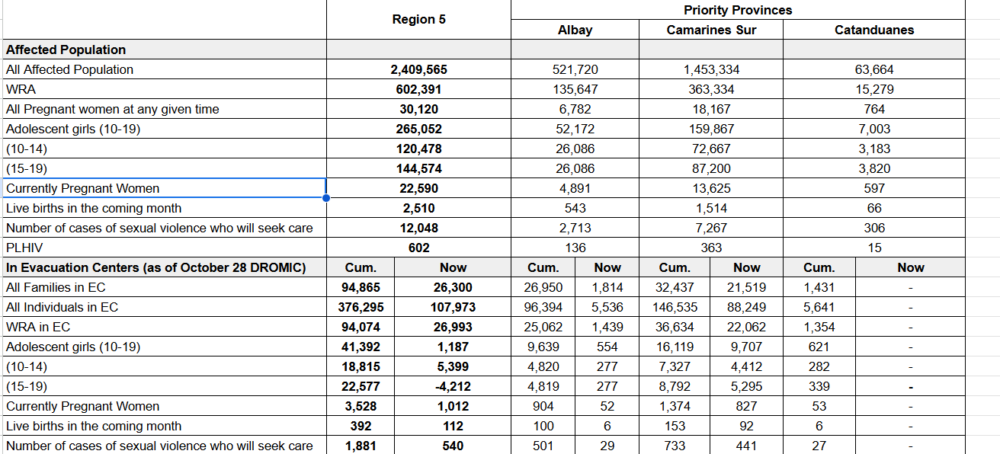 Region 5 Priority Provinces
Albay Camarines Sur Catanduanes
Affected Population
All Affected Population 2,409,565 521,720 1,453,334 63,664
WRA 602,391 135,647 363,334 15,279
All Pregnant women at any given time 30,120 6,782 18,167 764
Adolescent girls (10-19) 265,052 52,172 159,867 7,003
(10-14) 120,478 26,086 72,667 3,183
(15-19) 144,574 26,086 87,200 3,820
Currently Pregnant Women 22,590 4,891 13,625 597
Live births in the coming month 2,510 543 1,514 66
Number of cases of sexual violence who will seek care 12,048 2,713 7,267 306
PLHIV 602 136 363 15
In Evacuation Centers (as of October 28 DROMIC) Cum. Now Cum. Now Cum. Now Cum. Now
All Families in EC 94,865 26,300 26,950 1,814 32,437 21,519 1,431 -
All Individuals in EC 376,295 107,973 96,394 5,536 146,535 88,249 5,641 -
WRA in EC 94,074 26,993 25,062 1,439 36,634 22,062 1,354 -
Adolescent girls (10-19) 41,392 1,187 9,639 554 16,119 9,707 621 -
(10-14) 18,815 5,399 4,820 277 7,327 4,412 282 -
(15-19) 22,577 -4,212 4,819 277 8,792 5,295 339 -
Currently Pregnant Women 3,528 1,012 904 52 1,374 827 53 -
Live births in the coming month 392 112 100 6 153 92 6 -
Number of cases of sexual violence who will seek care 1,881 540 501 29 733 441 27 -